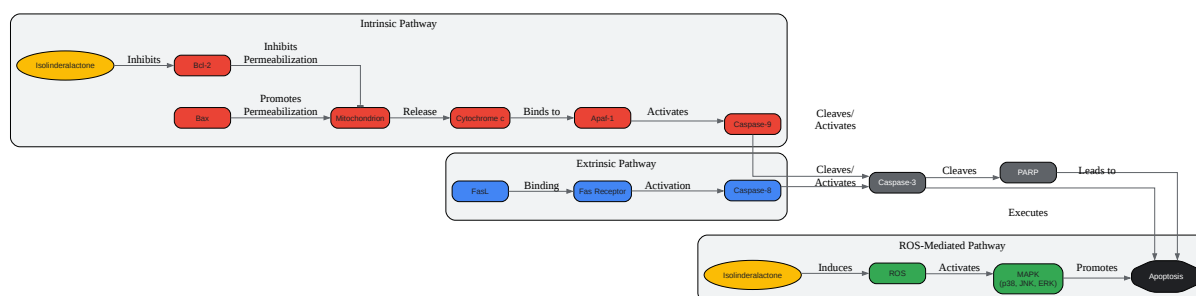 Intrinsic Pathway
Isolinderalactone
Inhibits
Bcl-2
Inhibits
Permeabilization
Bax
Promotes
Permeabilization
Mitochondrion
Release
Cytochrome c
Binds to
Apaf-1
Activates
Caspase-9
Cleaves/
Activates
Extrinsic Pathway
FasL
Binding
Fas Receptor
Activation
Caspase-8
Cleaves/
Activates
Caspase-3
Cleaves
PARP
Leads to
Executes
ROS-Mediated Pathway
Isolinderalactone
Induces
ROS
Activates
MAPK
(p38, JNK, ERK)
Promotes
Apoptosis